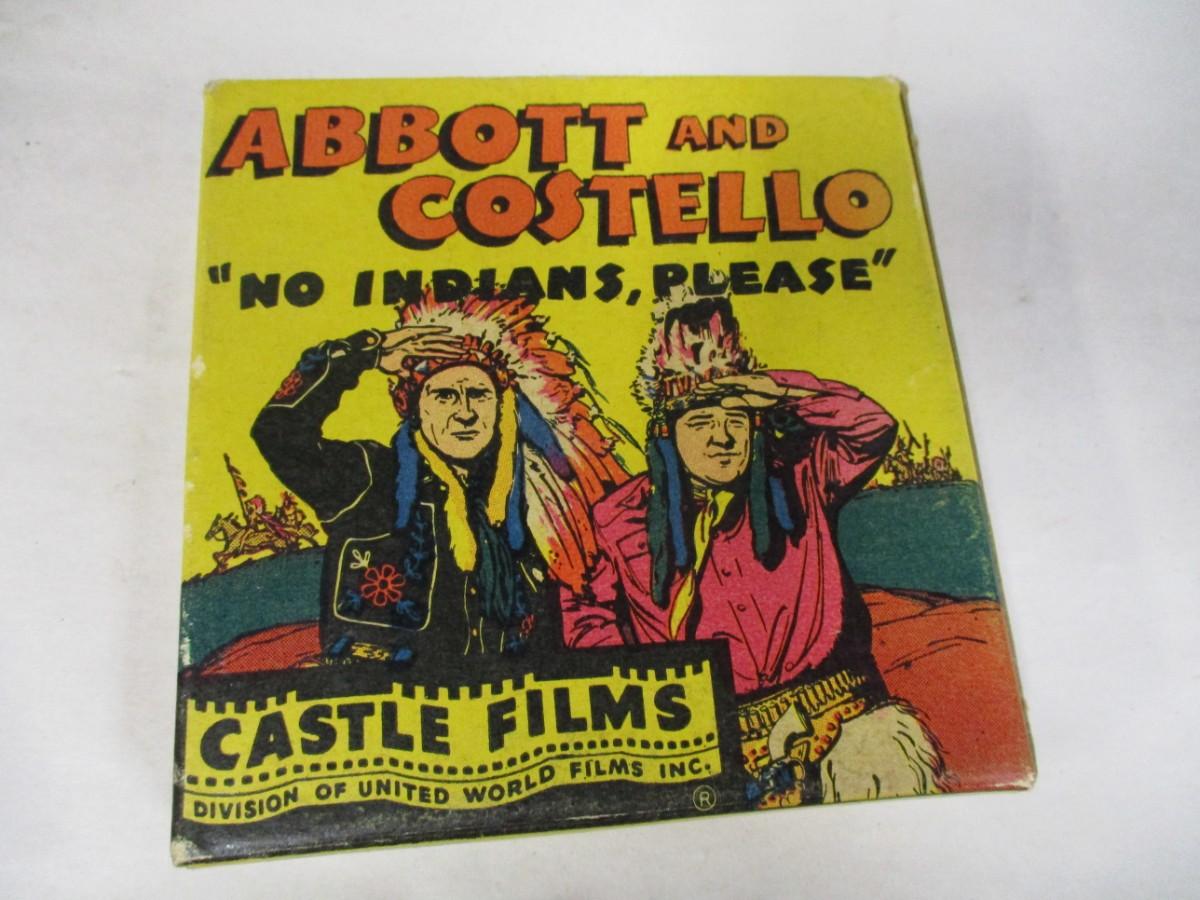 ABBOTT AND
COSTELLO
"NO INDIANS, PLEASE"
CASTLE FILMS
DIVISION OF UNITED WORLD FILMS INC.
®